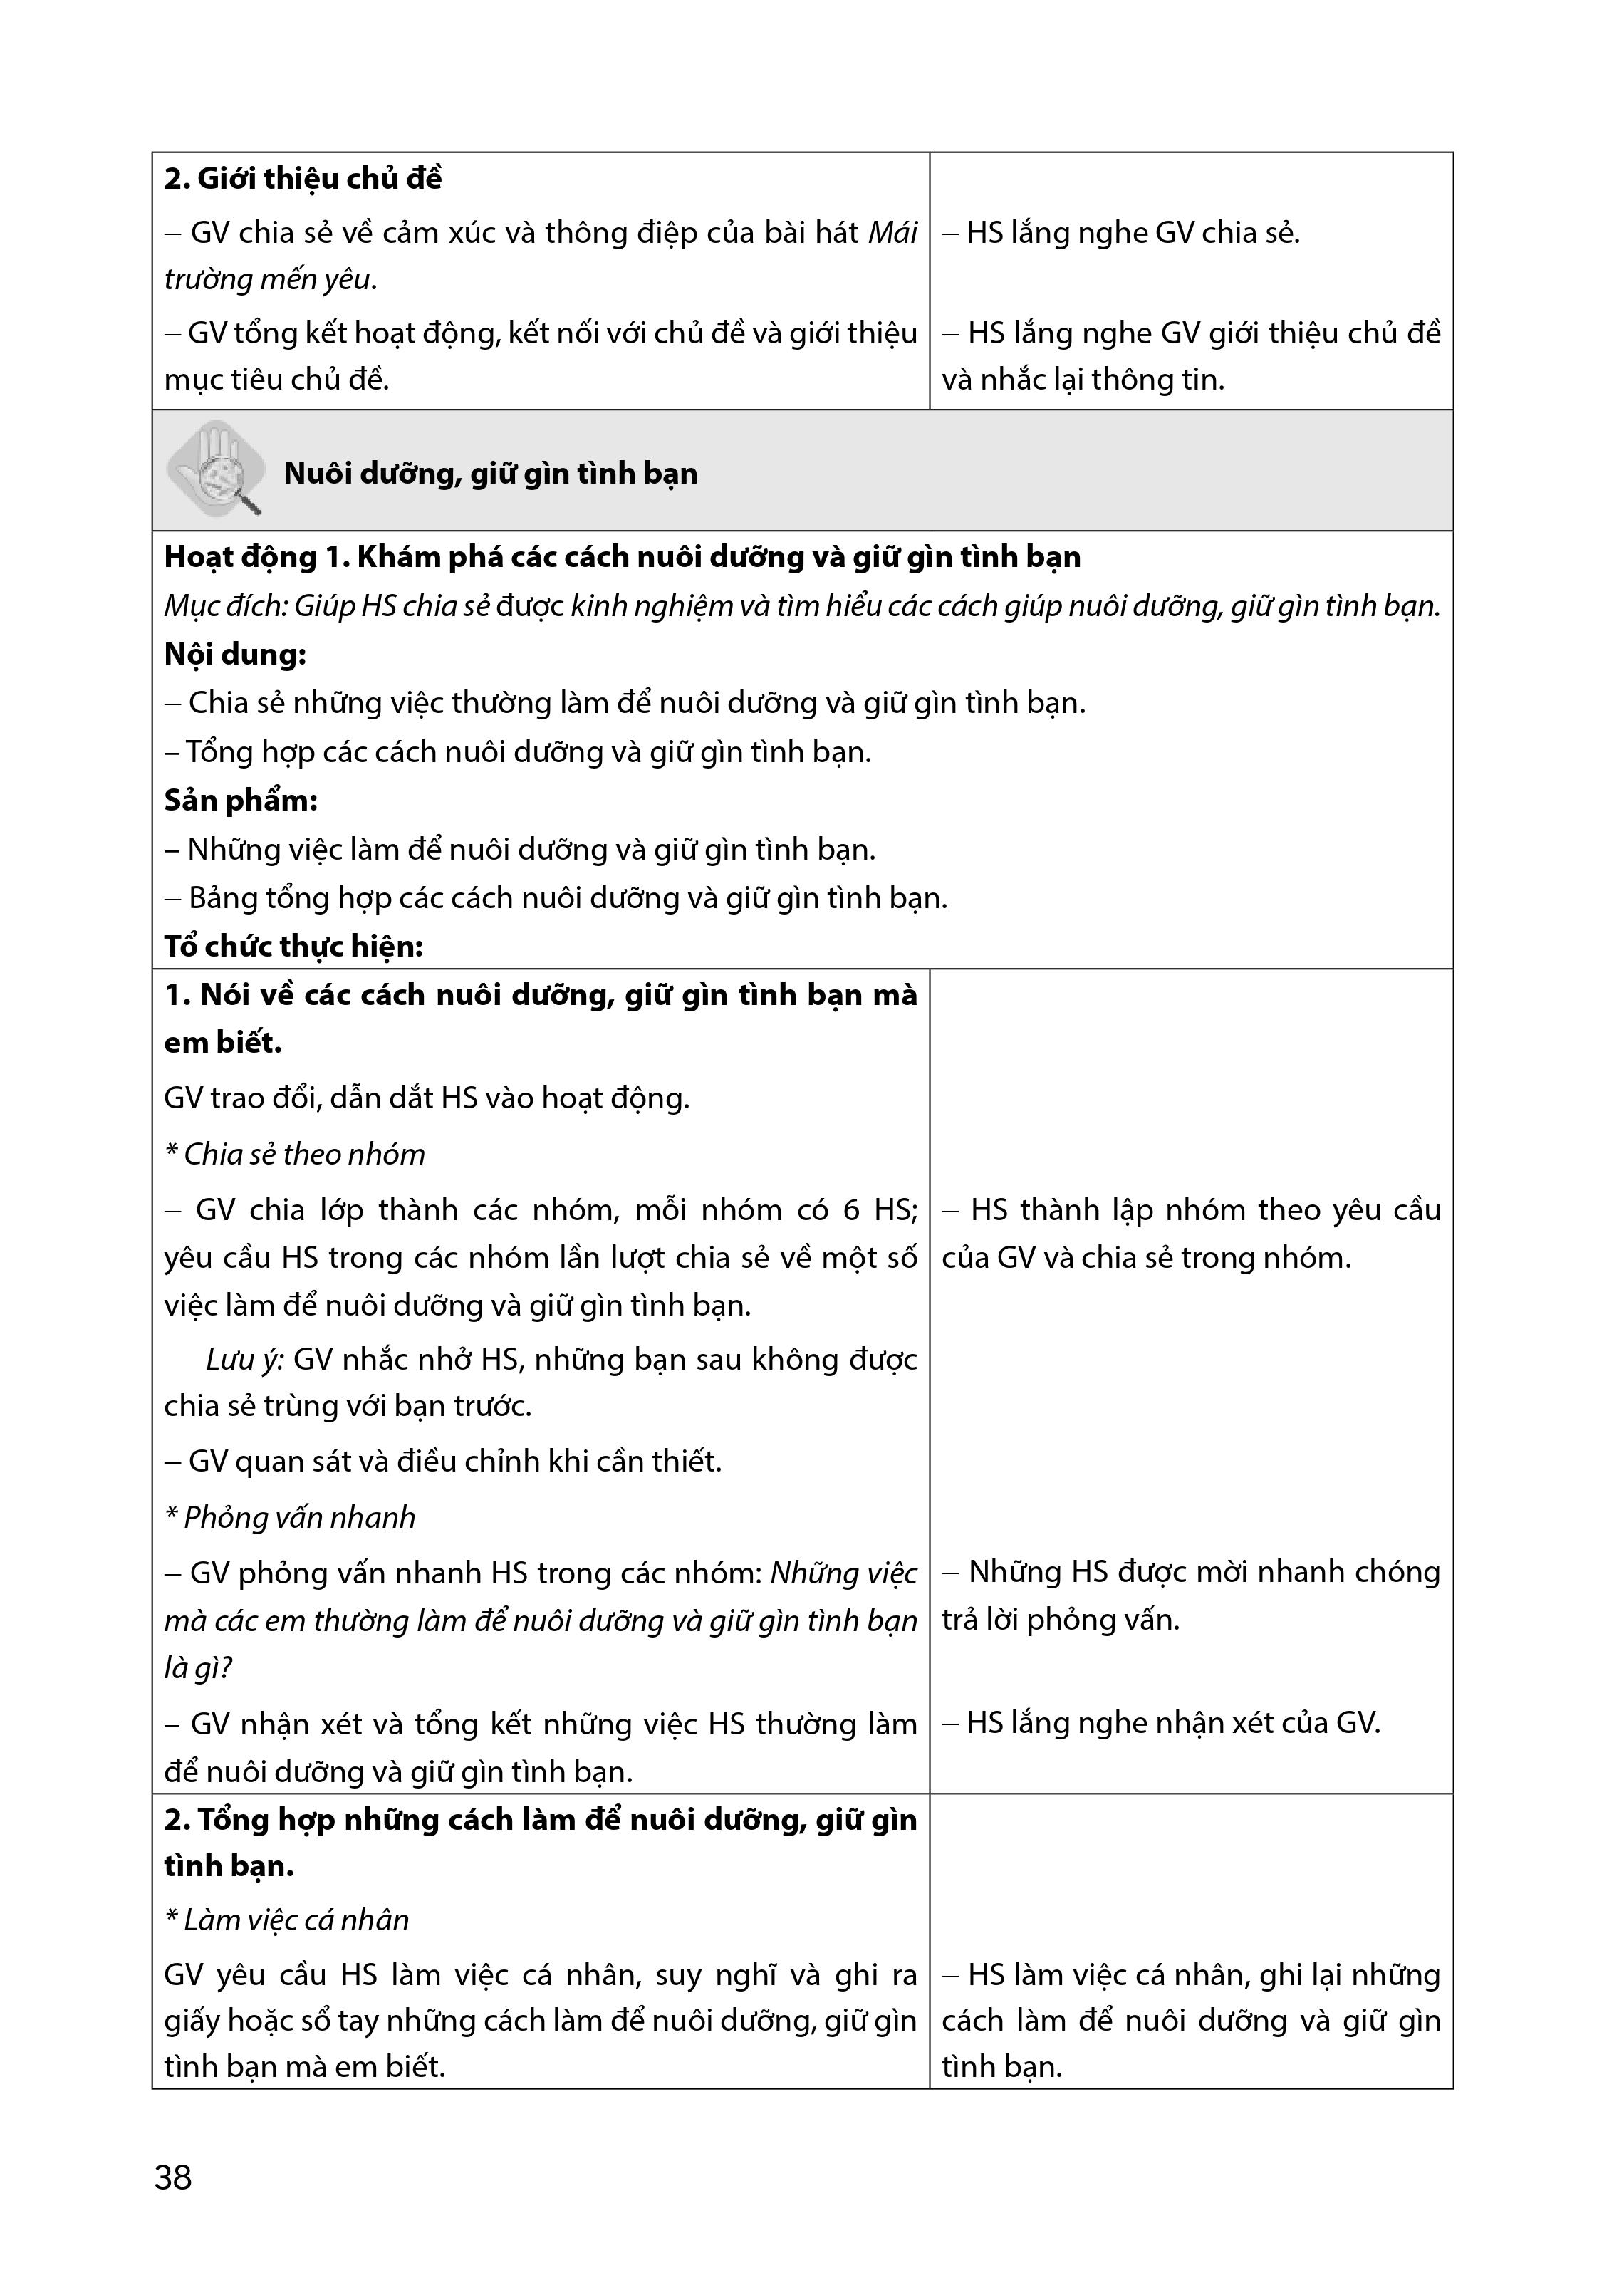 2. Giới thiệu chủ đề
– GV chia sẻ về cảm xúc và thông điệp của bài hát Mái
trường mến yêu.
– HS lắng nghe GV chia sẻ.
– GV tổng kết hoạt động, kết nối với chủ đề và giới thiệu
mục tiêu chủ đề.
– HS lắng nghe GV giới thiệu chủ đề
và nhắc lại thông tin.
Nuôi dưỡng, giữ gìn tình bạn
Hoạt động 1. Khám phá các cách nuôi dưỡng và giữ gìn tình bạn
Mục đích: Giúp HS chia sẻ được kinh nghiệm và tìm hiểu các cách giúp nuôi dưỡng, giữ gìn tình bạn.
Nội dung:
– Chia sẻ những việc thường làm để nuôi dưỡng và giữ gìn tình bạn.
– Tổng hợp các cách nuôi dưỡng và giữ gìn tình bạn.
Sản phẩm:
– Những việc làm để nuôi dưỡng và giữ gìn tình bạn.
– Bảng tổng hợp các cách nuôi dưỡng và giữ gìn tình bạn.
Tổ chức thực hiện:
1. Nói về các cách nuôi dưỡng, giữ gìn tình bạn mà
em biết.
GV trao đổi, dẫn dắt HS vào hoạt động.
* Chia sẻ theo nhóm
– GV chia lớp thành các nhóm, mỗi nhóm có 6 HS;
yêu cầu HS trong các nhóm lần lượt chia sẻ về một số
việc làm để nuôi dưỡng và giữ gìn tình bạn.
– HS thành lập nhóm theo yêu cầu
của GV và chia sẻ trong nhóm.
Lưu ý: GV nhắc nhở HS, những bạn sau không được
chia sẻ trùng với bạn trước.
– GV quan sát và điều chỉnh khi cần thiết.
* Phỏng vấn nhanh
– GV phỏng vấn nhanh HS trong các nhóm: Những việc
mà các em thường làm để nuôi dưỡng và giữ gìn tình bạn
là gì?
– Những HS được mời nhanh chóng
trả lời phỏng vấn.
– GV nhận xét và tổng kết những việc HS thường làm
để nuôi dưỡng và giữ gìn tình bạn.
– HS lắng nghe nhận xét của GV.
2. Tổng hợp những cách làm để nuôi dưỡng, giữ gìn
tình bạn.
* Làm việc cá nhân
GV yêu cầu HS làm việc cá nhân, suy nghĩ và ghi ra
giấy hoặc sổ tay những cách làm để nuôi dưỡng, giữ gìn
tình bạn mà em biết.
– HS làm việc cá nhân, ghi lại những
cách làm để nuôi dưỡng và giữ gìn
tình bạn.
38